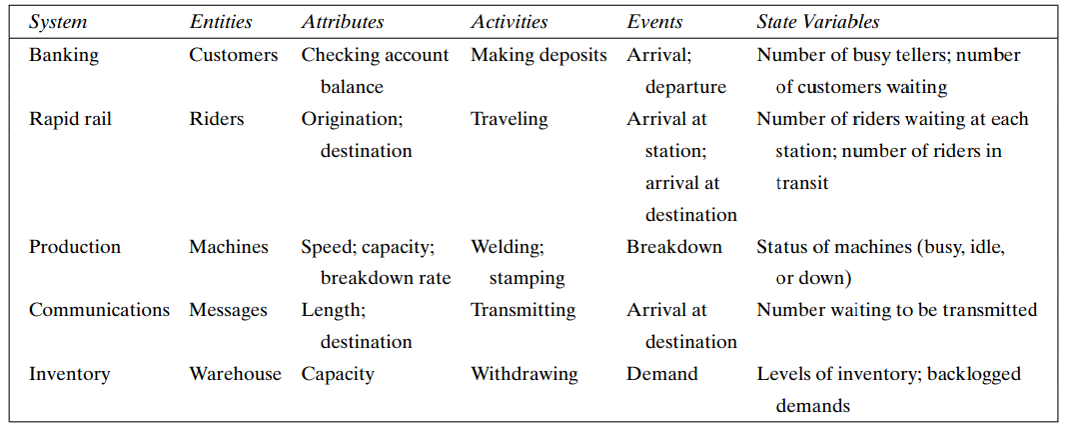 System Entities Attributes Activities Events State Variables
Banking Customers Checking account Making deposits Arrival; Number of busy tellers; number
balance departure of customers waiting
Rapid rail Riders Origination; Traveling Arrival at Number of riders waiting at each
destination station; station; number of riders in
arrival at transit
destination
Production Machines Speed; capacity; Welding; Breakdown Status of machines (busy, idle,
breakdown rate stamping or down)
Communications Messages Length; Transmitting Arrival at Number waiting to be transmitted
destination destination
Inventory Warehouse Capacity Withdrawing Demand Levels of inventory; backlogged
demands